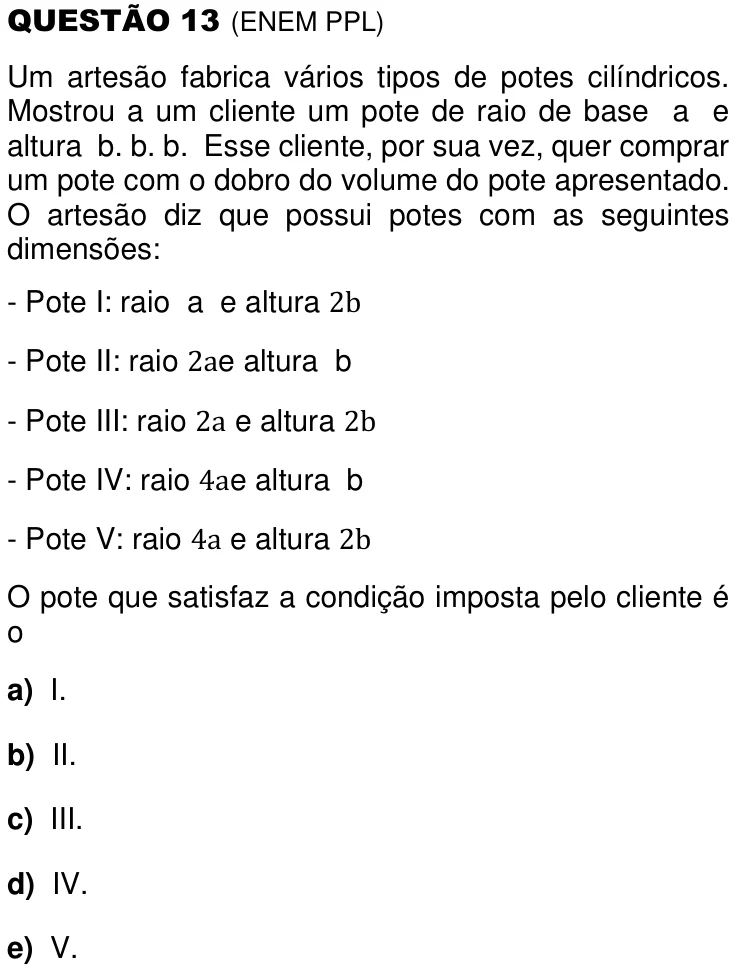 QUESTÃO 13 (ENEM PPL)
Um artesão fabrica vários tipos de potes cilíndricos.
Mostrou a um cliente um pote de raio de base a e
altura b. b. b. Esse cliente, por sua vez, quer comprar
um pote com o dobro do volume do pote apresentado.
O artesão diz que possui potes com as seguintes
dimensões:
- Pote I: raio a e altura 2b
- Pote II: raio 2ae altura b
- Pote III: raio 2a e altura 2b
- Pote IV: raio 4ae altura b
- Pote V: raio 4a e altura 2b
O pote que satisfaz a condição imposta pelo cliente é
o
a) I.
b) II.
c) III.
d) IV.
e) V.